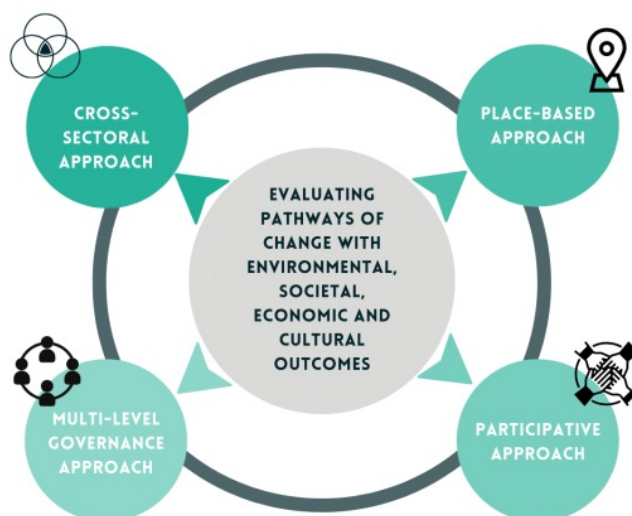 CROSS-
SECTORAL
APPROACH
PLACE-BASED
APPROACH
EVALUATING
PATHWAYS OF
CHANGE WITH
ENVIRONMENTAL,
SOCIETAL,
ECONOMIC AND
CULTURAL
OUTCOMES
MULTI-LEVEL
GOVERNANCE
APPROACH
PARTICIPATIVE
APPROACH